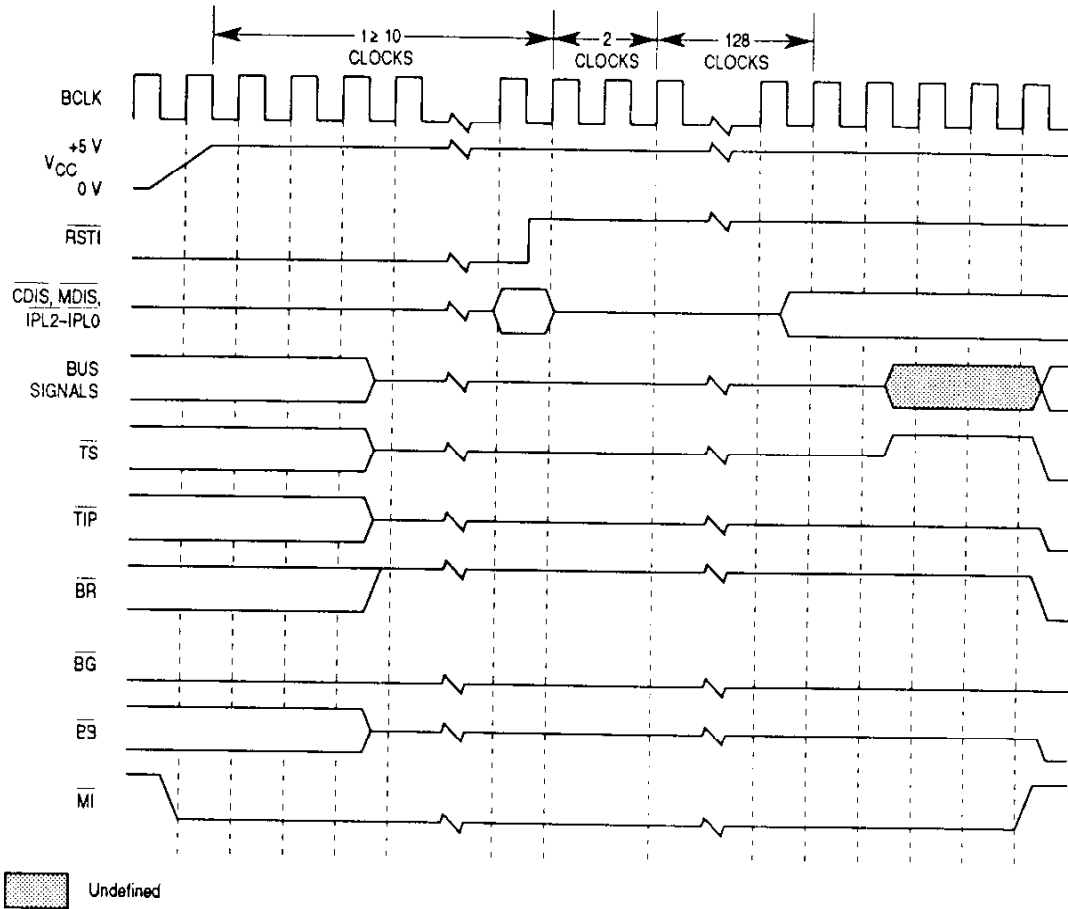 1 ≥ 10
CLOCKS
2
CLOCKS
128
CLOCKS
BCLK
+5 V
VCC
0 V
RSTI
CDIS, MDIS,
IPL2–IPL0
BUS
SIGNALS
TS
TIP
BR
BG
MI
Undefined